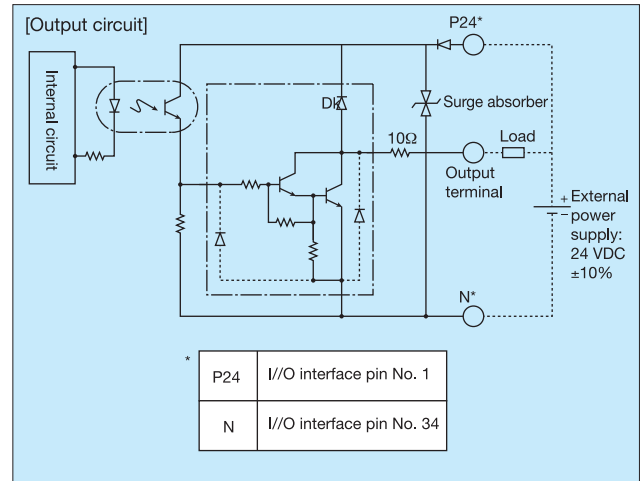 [Output circuit]
P24*
Internal circuit
Dk
Surge absorber
10Ω
Load
Output
terminal
+
−
External
power
supply:
24 VDC
±10%
N*
*
P24 I//O interface pin No. 1
N I//O interface pin No. 34